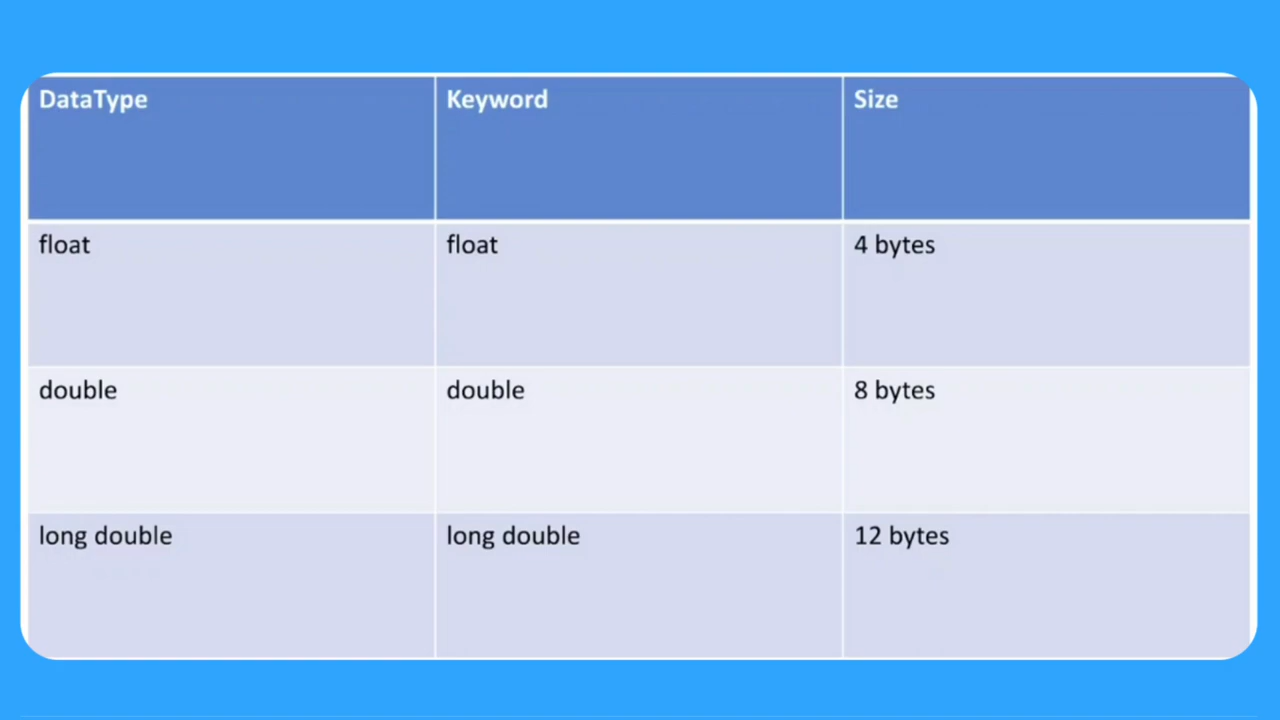 DataType Keyword Size
float float 4 bytes
double double 8 bytes
long double long double 12 bytes